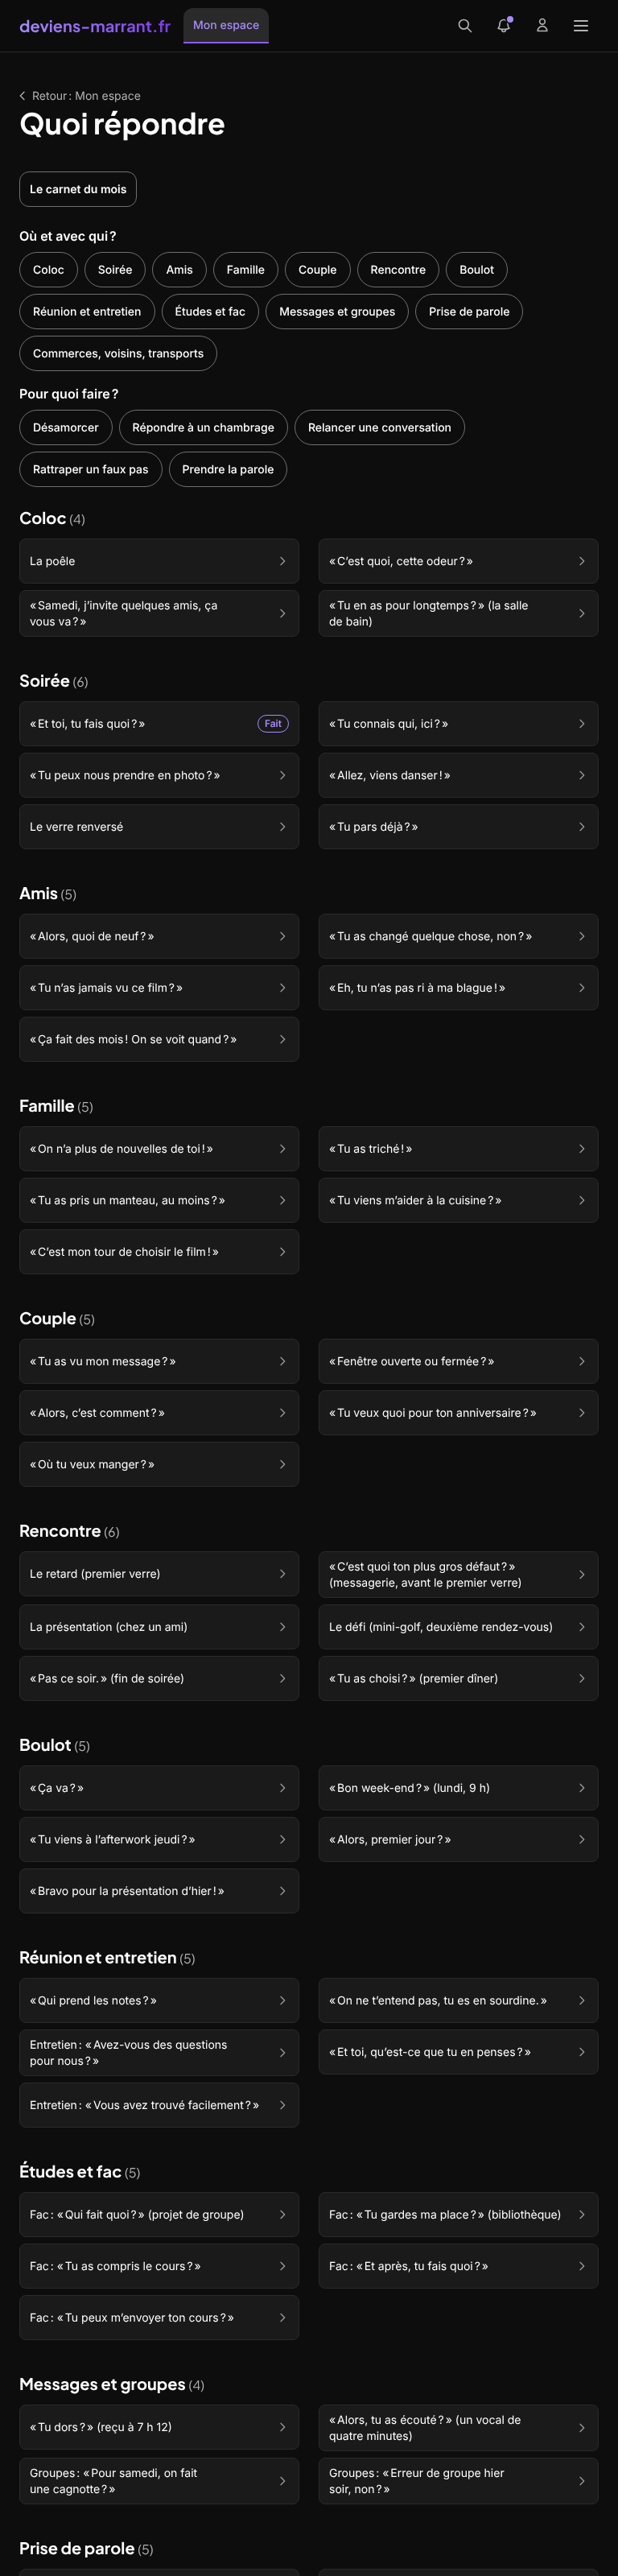 deviens-marrant.fr
Mon espace
Retour : Mon espace
Quoi répondre
Le carnet du mois
Où et avec qui ?
Coloc
Soirée
Amis
Famille
Couple
Rencontre
Boulot
Réunion et entretien
Études et fac
Messages et groupes
Prise de parole
Commerces, voisins, transports
Pour quoi faire ?
Désamorcer
Répondre à un chambrage
Relancer une conversation
Rattraper un faux pas
Prendre la parole
Coloc (4)
La poêle
« C’est quoi, cette odeur ? »
« Samedi, j’invite quelques amis, ça
vous va ? »
« Tu en as pour longtemps ? » (la salle
de bain)
Soirée (6)
« Et toi, tu fais quoi ? »
Fait
« Tu connais qui, ici ? »
« Tu peux nous prendre en photo ? »
« Allez, viens danser ! »
Le verre renversé
« Tu pars déjà ? »
Amis (5)
« Alors, quoi de neuf ? »
« Tu as changé quelque chose, non ? »
« Tu n’as jamais vu ce film ? »
« Eh, tu n’as pas ri à ma blague ! »
« Ça fait des mois ! On se voit quand ? »
Famille (5)
« On n’a plus de nouvelles de toi ! »
« Tu as triché ! »
« Tu as pris un manteau, au moins ? »
« Tu viens m’aider à la cuisine ? »
« C’est mon tour de choisir le film ! »
Couple (5)
« Tu as vu mon message ? »
« Fenêtre ouverte ou fermée ? »
« Alors, c’est comment ? »
« Tu veux quoi pour ton anniversaire ? »
« Où tu veux manger ? »
Rencontre (6)
Le retard (premier verre)
« C’est quoi ton plus gros défaut ? »
(messagerie, avant le premier verre)
La présentation (chez un ami)
Le défi (mini-golf, deuxième rendez-vous)
« Pas ce soir. » (fin de soirée)
« Tu as choisi ? » (premier dîner)
Boulot (5)
« Ça va ? »
« Bon week-end ? » (lundi, 9 h)
« Tu viens à l’afterwork jeudi ? »
« Alors, premier jour ? »
« Bravo pour la présentation d’hier ! »
Réunion et entretien (5)
« Qui prend les notes ? »
« On ne t’entend pas, tu es en sourdine. »
Entretien : « Avez-vous des questions
pour nous ? »
« Et toi, qu’est-ce que tu en penses ? »
Entretien : « Vous avez trouvé facilement ? »
Études et fac (5)
Fac : « Qui fait quoi ? » (projet de groupe)
Fac : « Tu gardes ma place ? » (bibliothèque)
Fac : « Tu as compris le cours ? »
Fac : « Et après, tu fais quoi ? »
Fac : « Tu peux m’envoyer ton cours ? »
Messages et groupes (4)
« Tu dors ? » (reçu à 7 h 12)
« Alors, tu as écouté ? » (un vocal de
quatre minutes)
Groupes : « Pour samedi, on fait
une cagnotte ? »
Groupes : « Erreur de groupe hier
soir, non ? »
Prise de parole (5)